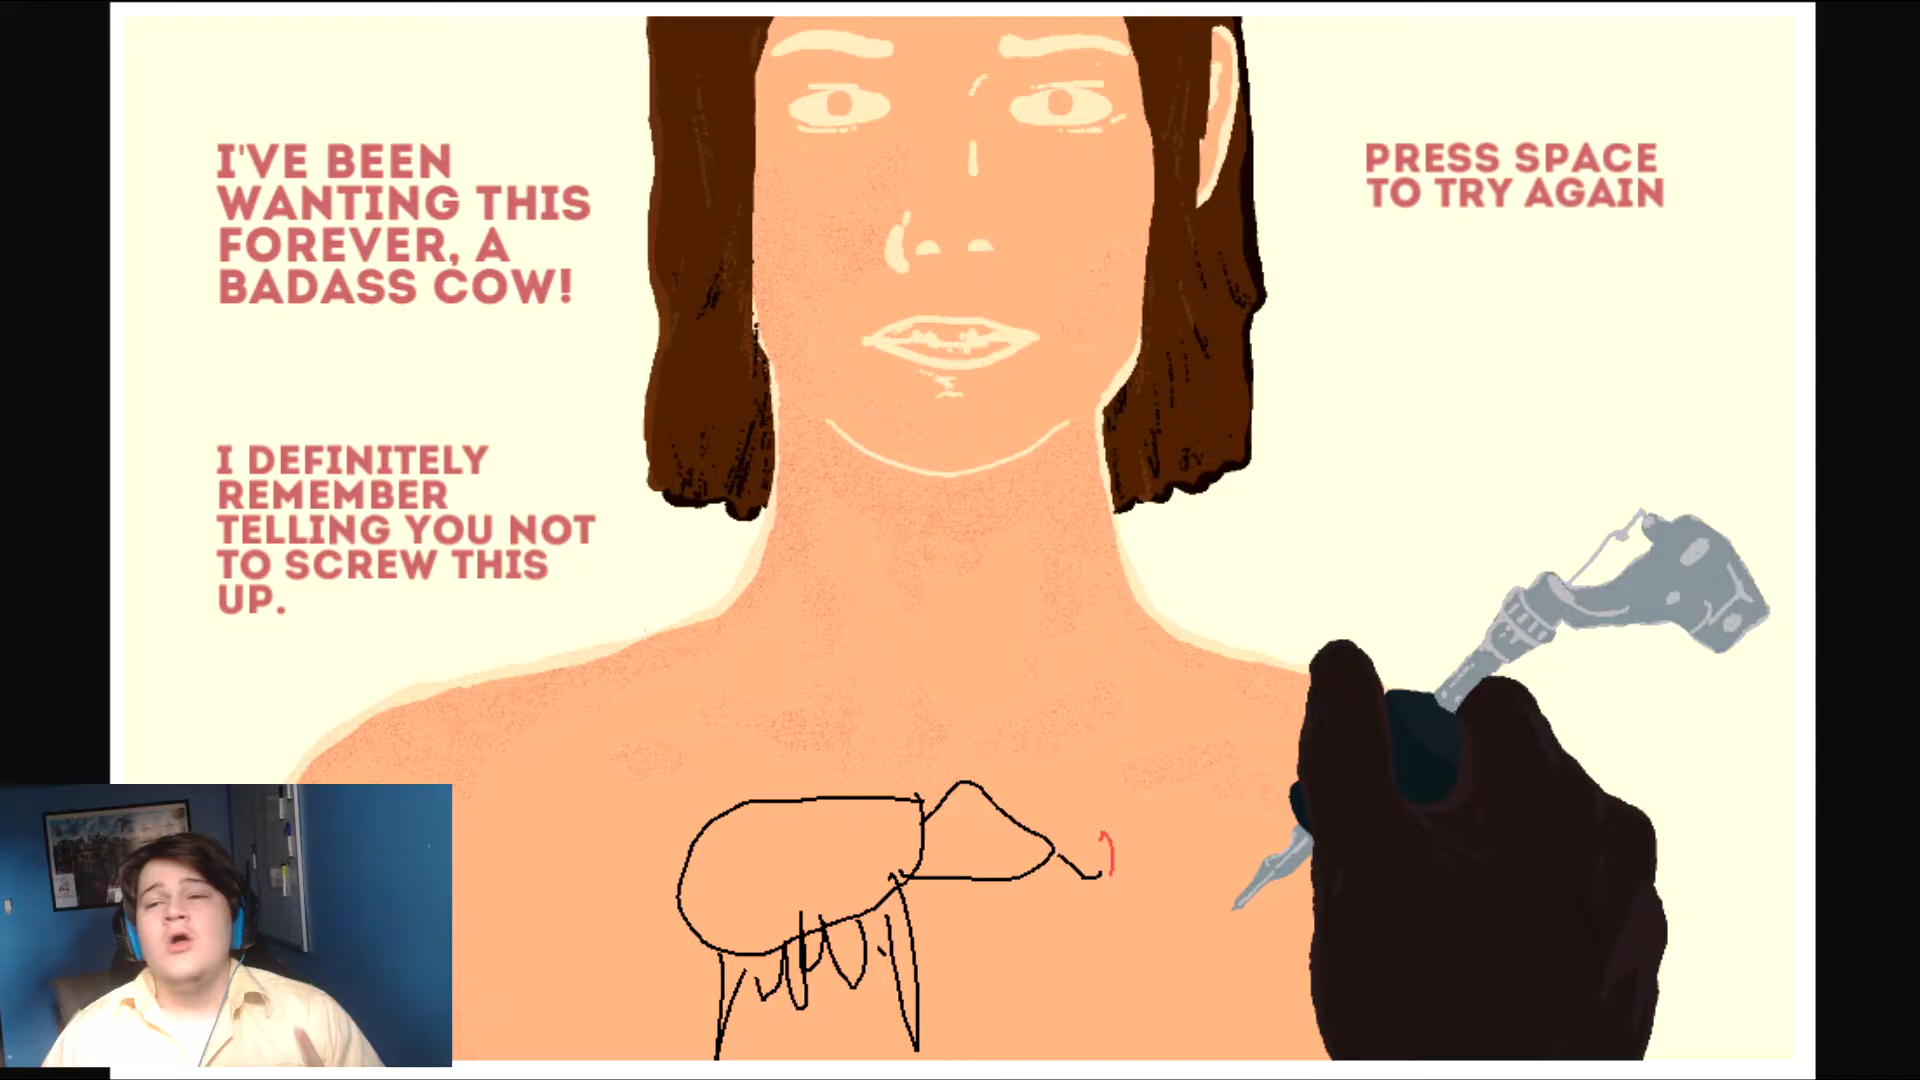 I'VE BEEN
WANTING THIS
FOREVER, A
BADASS COW!
PRESS SPACE
TO TRY AGAIN
I DEFINITELY
REMEMBER
TELLING YOU NOT
TO SCREW THIS
UP.